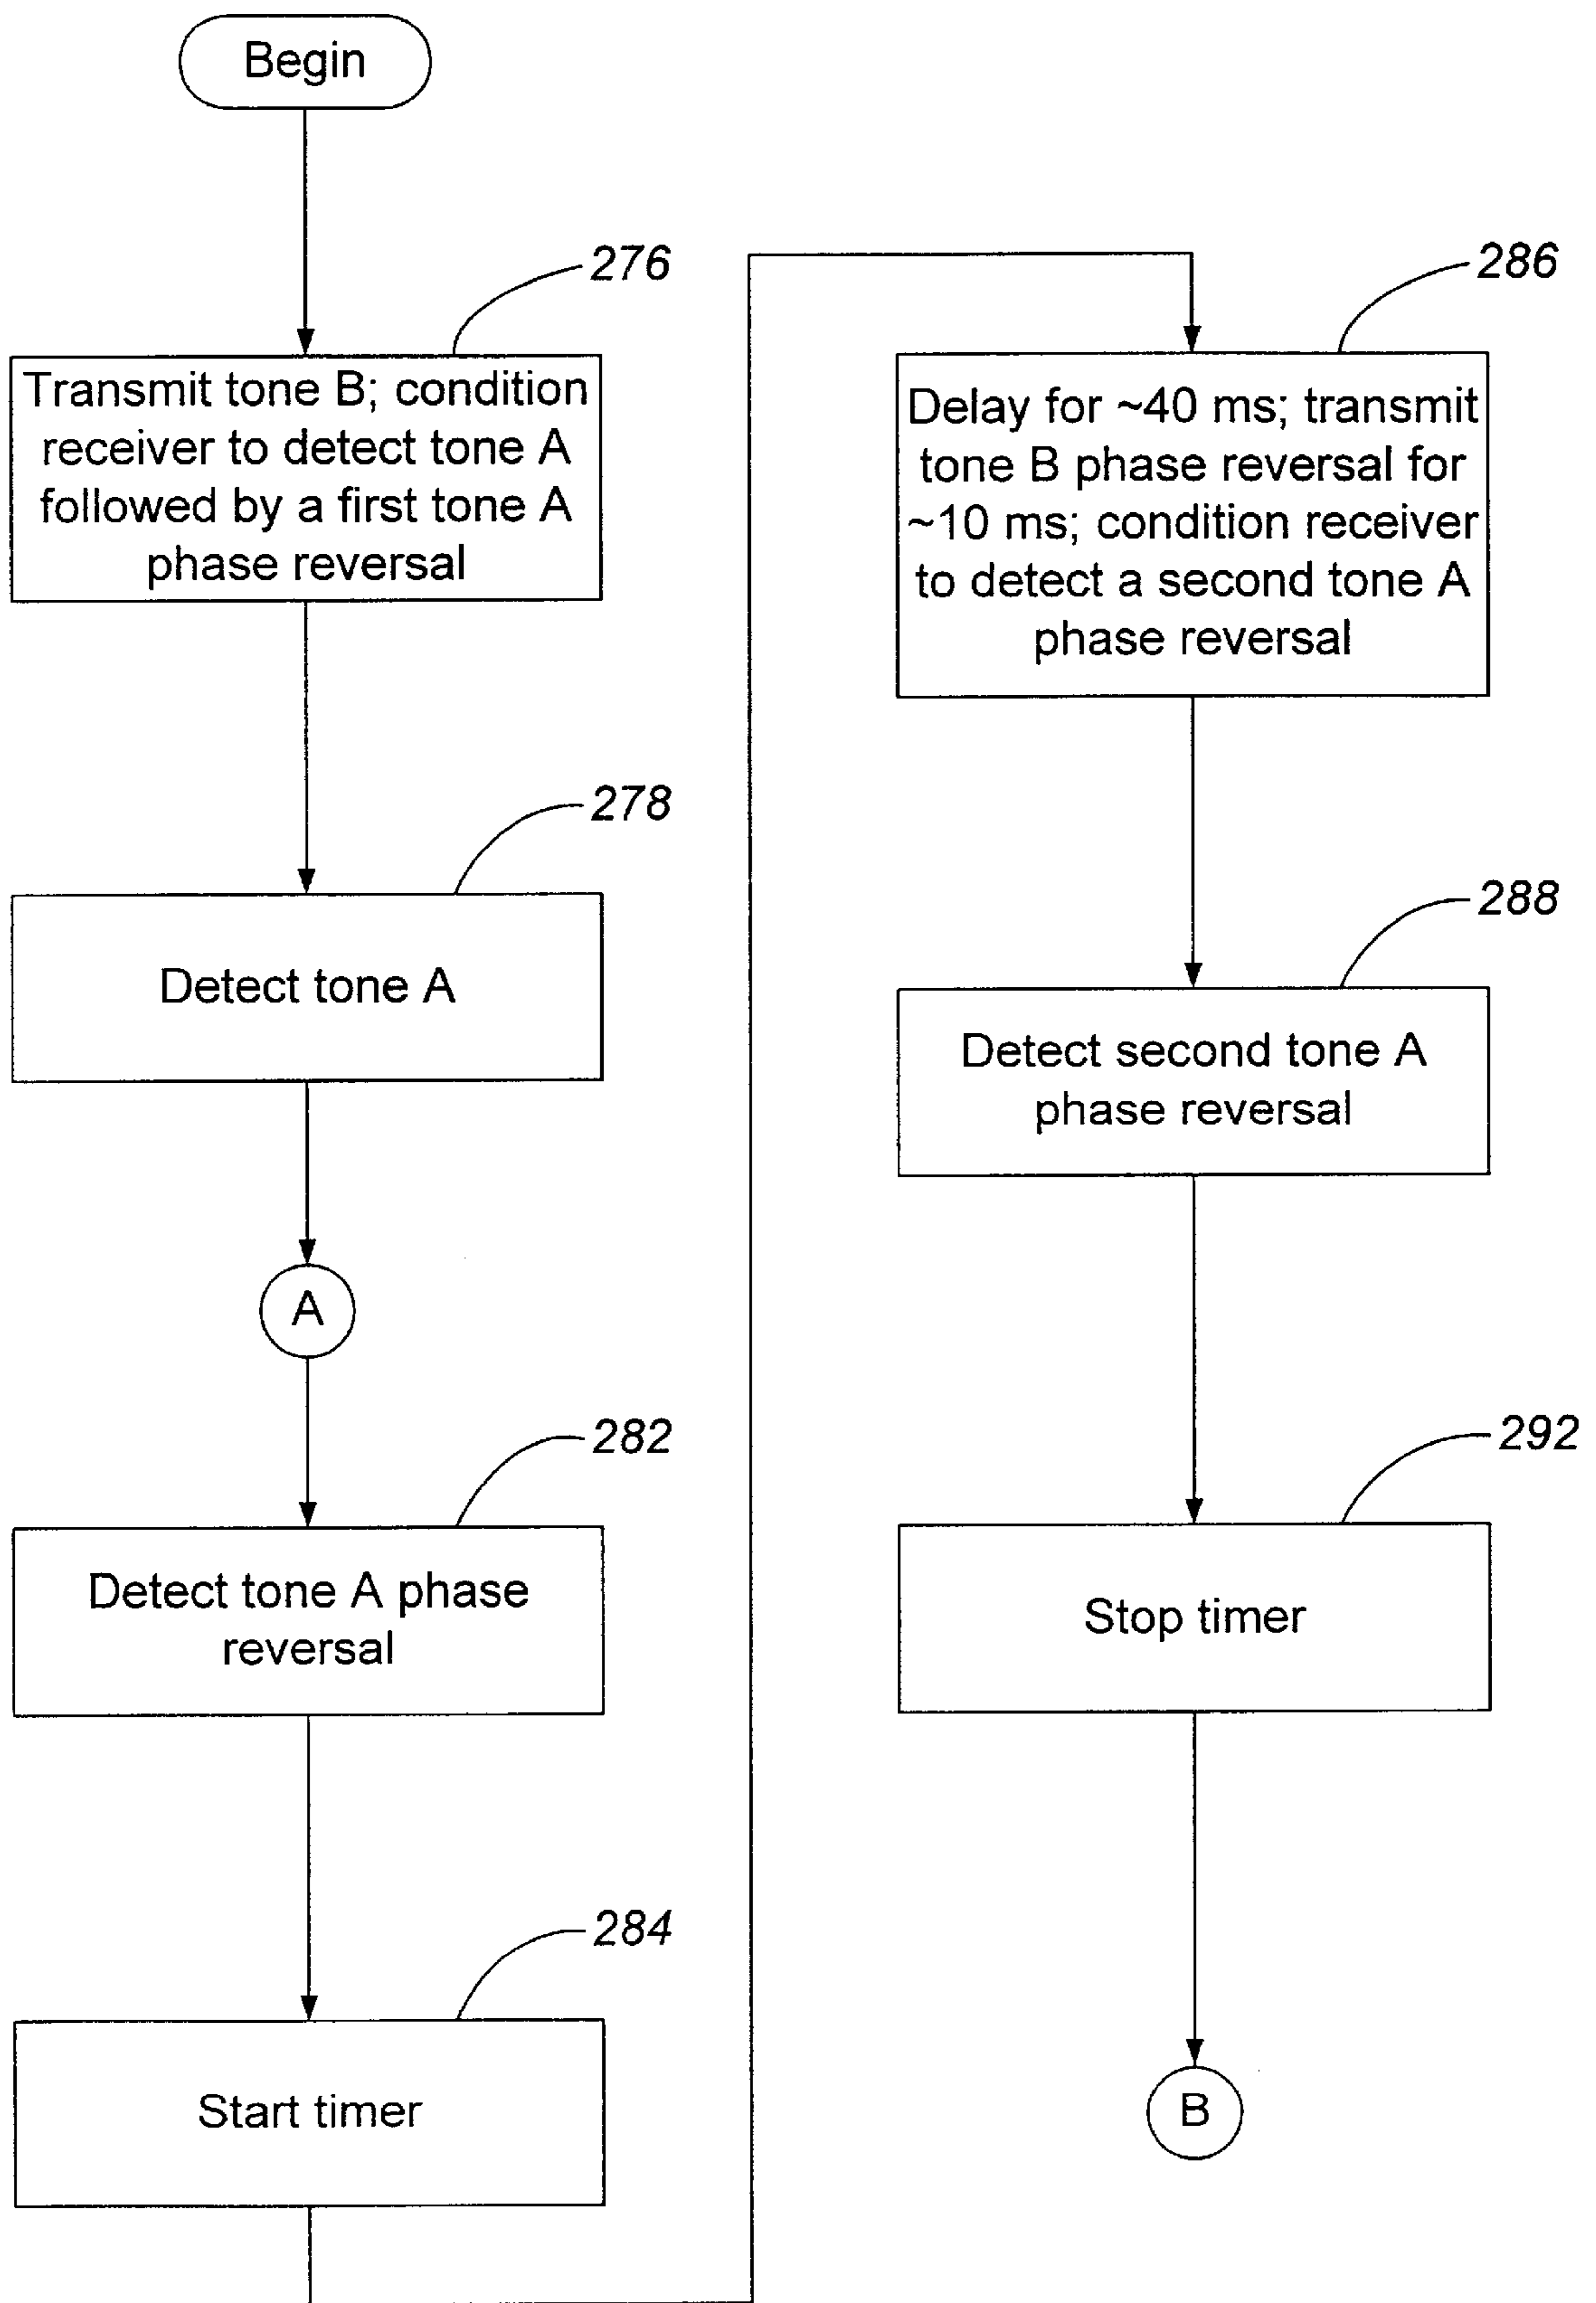 Begin
276
Transmit tone B; condition
receiver to detect tone A
followed by a first tone A
phase reversal
278
Detect tone A
A
282
Detect tone A phase
reversal
284
Start timer
286
Delay for ~40 ms; transmit
tone B phase reversal for
~10 ms; condition receiver
to detect a second tone A
phase reversal
288
Detect second tone A
phase reversal
292
Stop timer
B